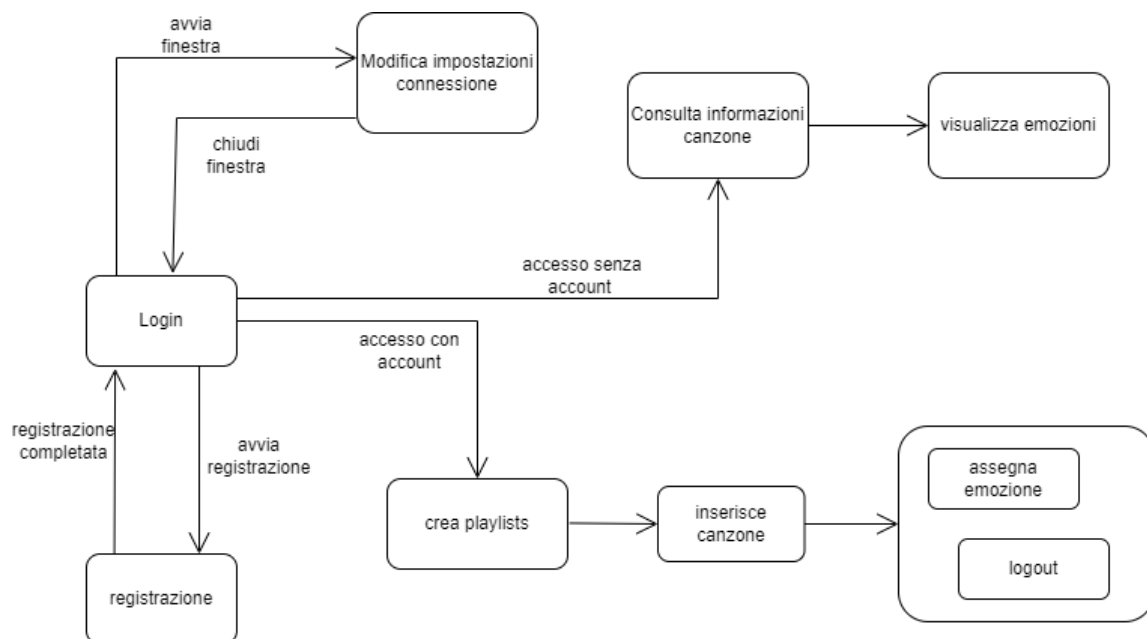 avvia
finestra
Modifica impostazioni
connessione
Consulta informazioni
canzone
visualizza emozioni
chiudi
finestra
accesso senza
account
Login
accesso con
account
registrazione
completata
avvia
registrazione
assegna
emozione
crea playlists
inserisce
canzone
logout
registrazione